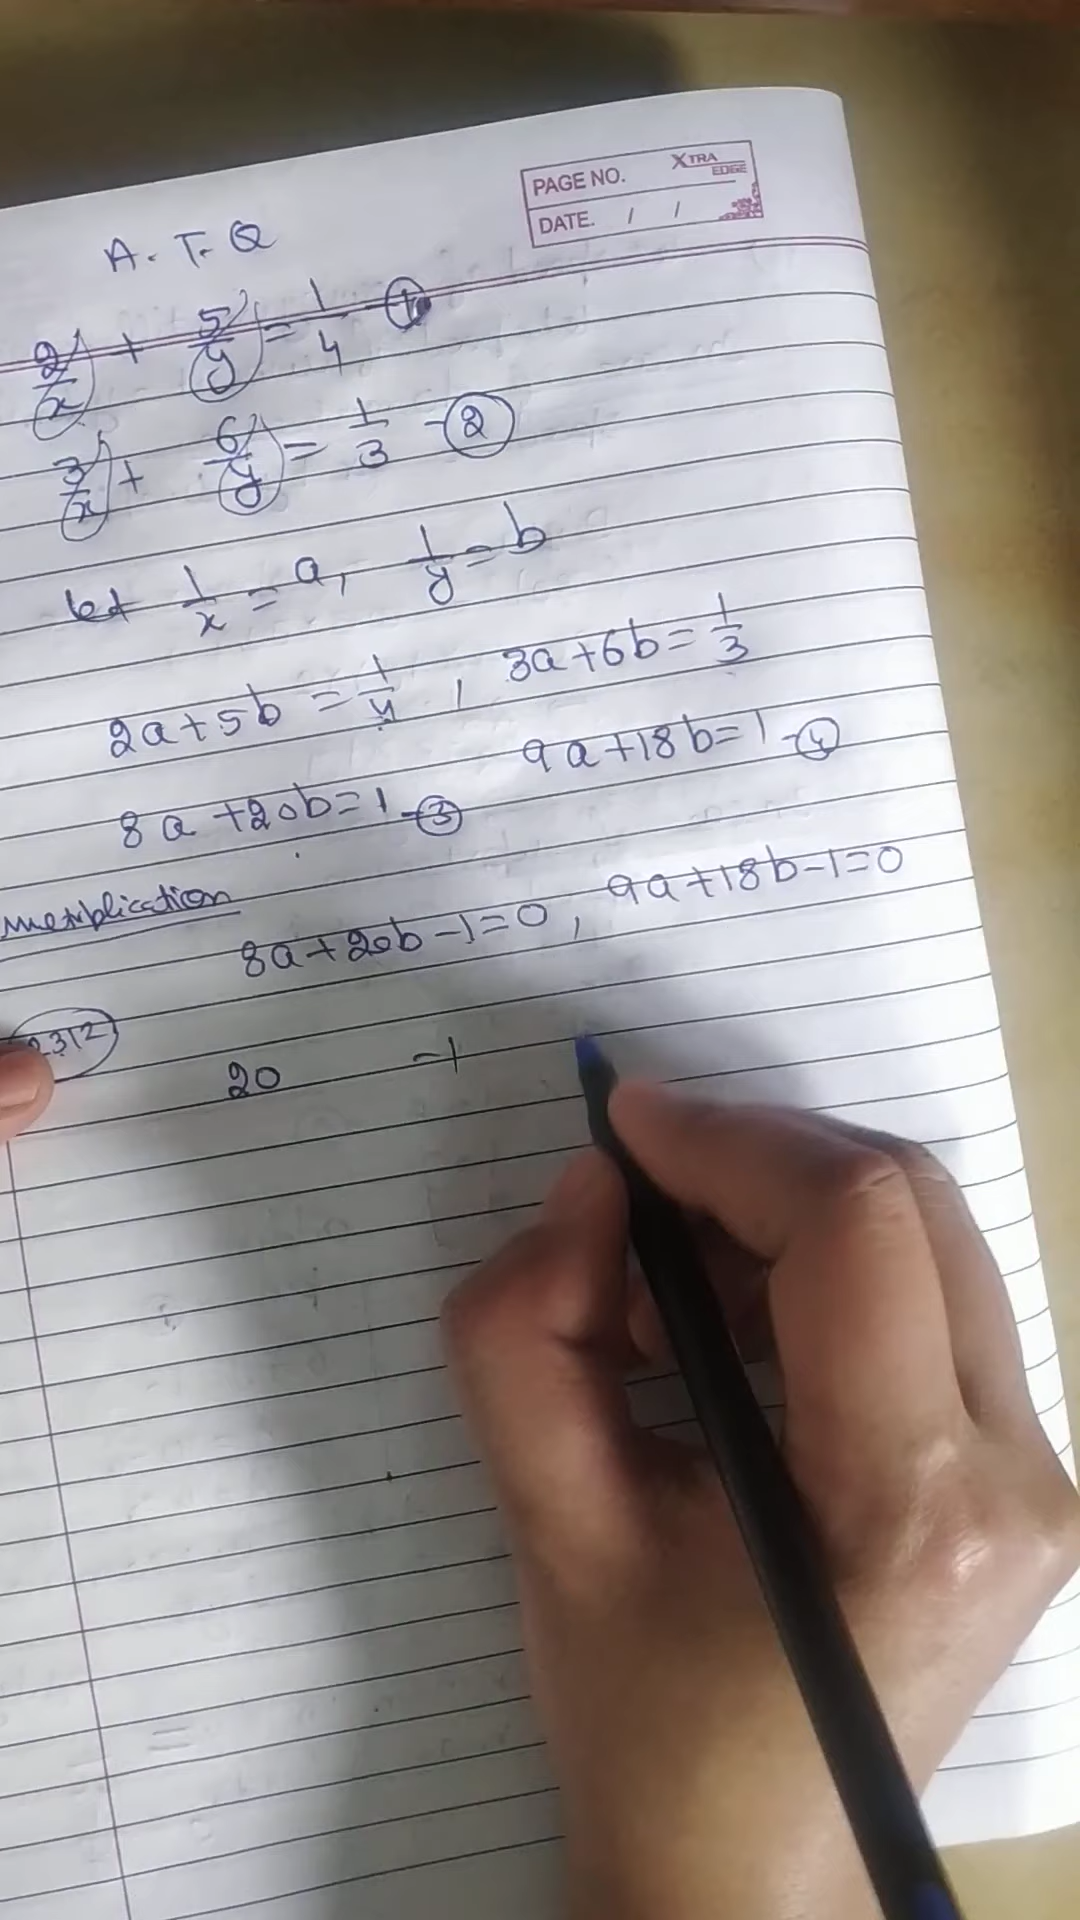 PAGE NO.
XTRA EDGE
DATE. / /
A. T. Q
2/x + 5/y = 1/4 - 1
3/x + 6/y = 1/3 - 2
let 1/x = a, 1/y = b
2a + 5b = 1/4 , 3a + 6b = 1/3
8a + 20b = 1 - 3 9a + 18b = 1 - 4
8a + 20b - 1 = 0 , 9a + 18b - 1 = 0
2312
20 -1